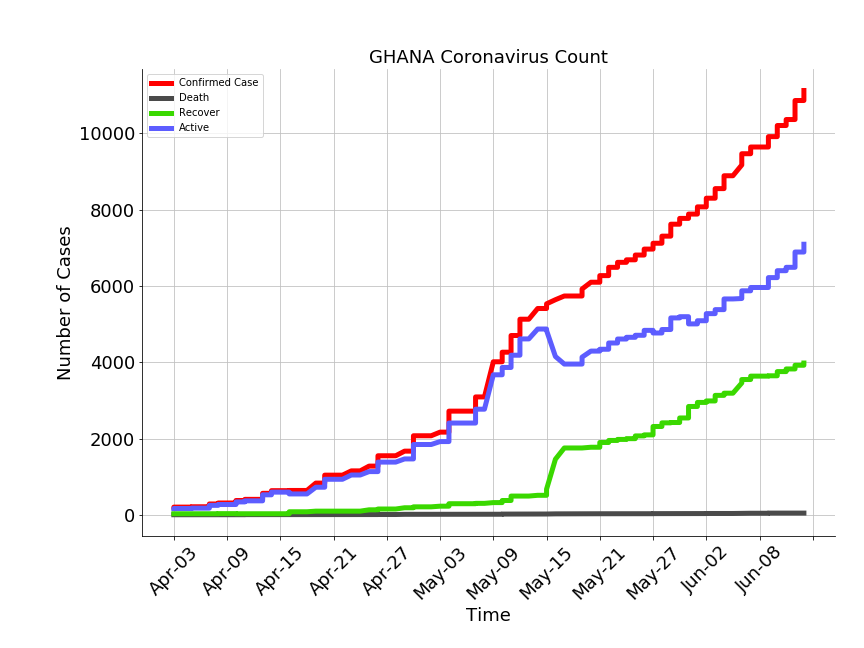 GHANA Coronavirus Count
Confirmed Case
Death
Recover
Active
Number of Cases
10000
8000
6000
4000
2000
0
Apr-03
Apr-09
Apr-15
Apr-21
Apr-27
May-03
May-09
May-15
May-21
May-27
Jun-02
Jun-08
Time